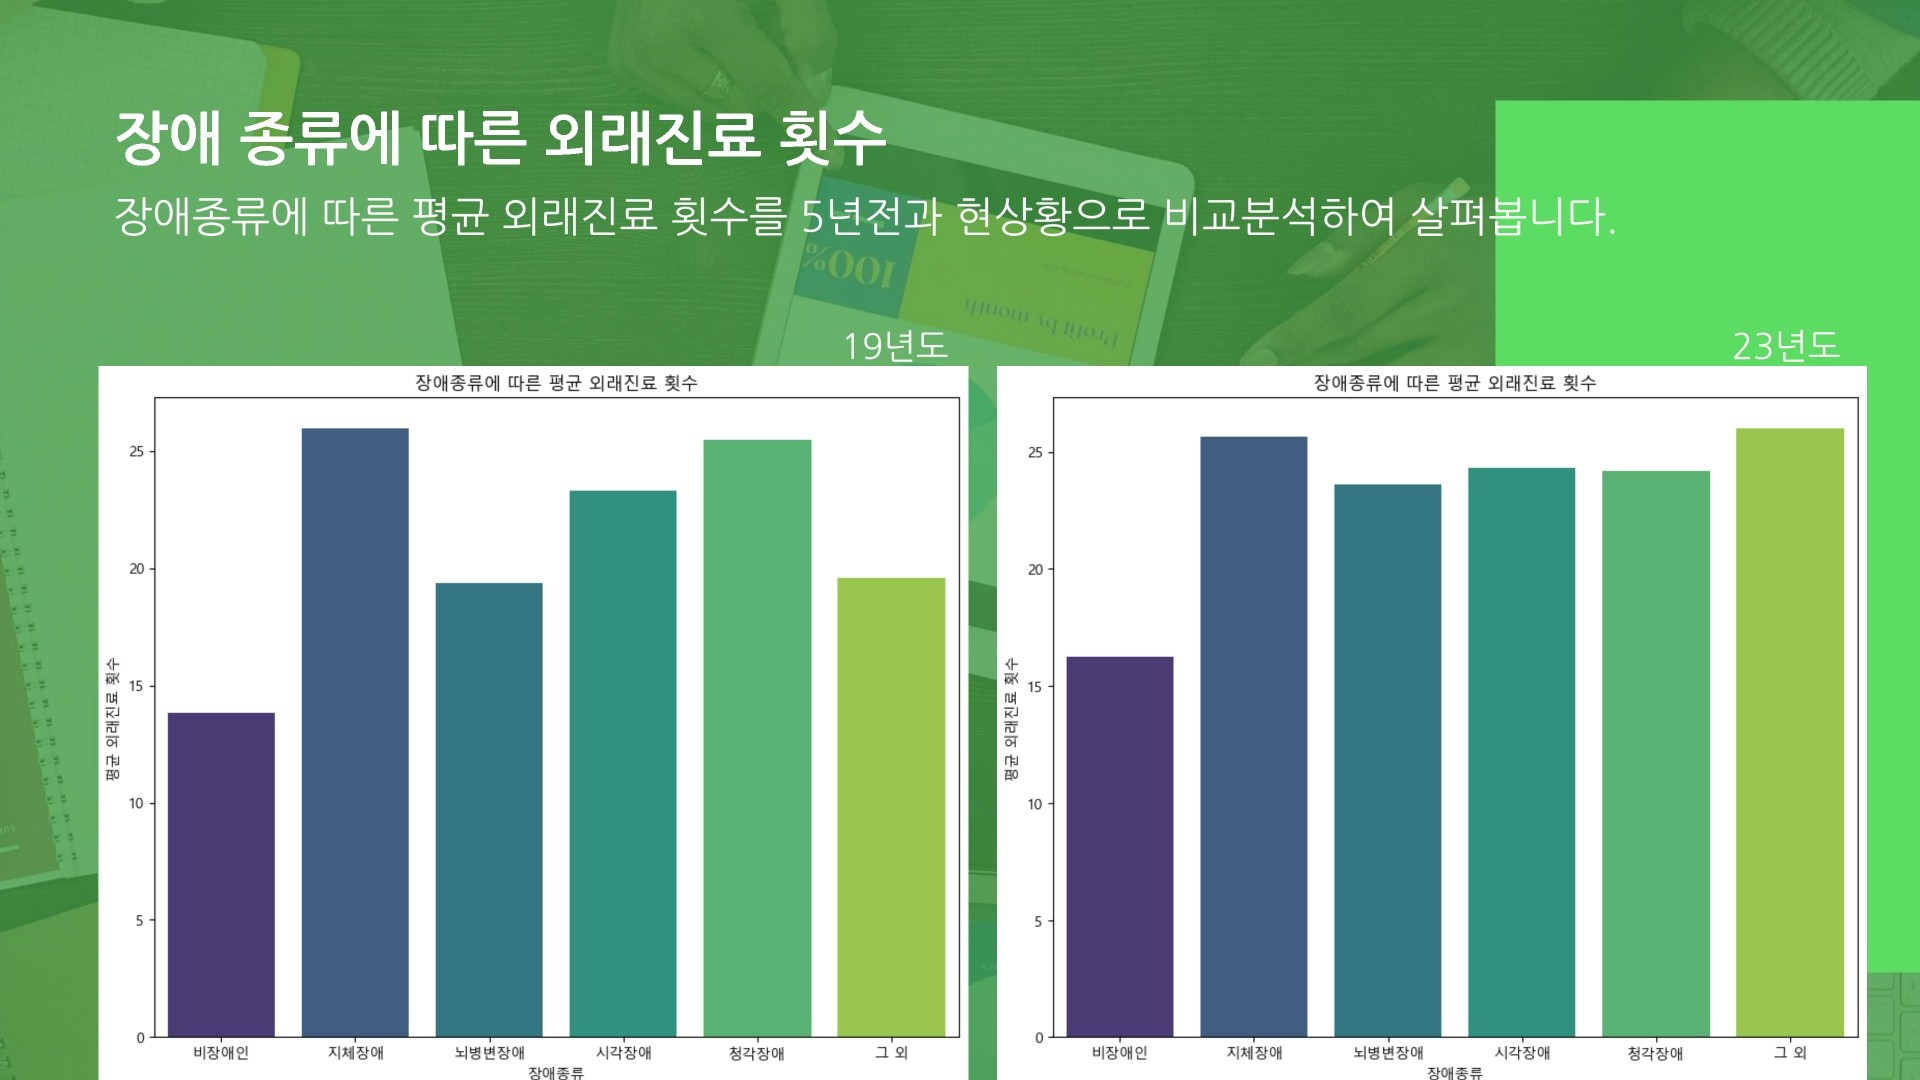 장애 종류에 따른 외래진료 횟수
장애종류에 따른 평균 외래진료 횟수를 5년전과 현상황으로 비교분석하여 살펴봅니다.
100%
Profit by month
19년도
장애종류에 따른 평균 외래진료 횟수
평균 외래진료 횟수
25
20
15
10
5
0
비장애인 지체장애 뇌병변장애 시각장애 청각장애 그 외
장애종류
23년도
장애종류에 따른 평균 외래진료 횟수
평균 외래진료 횟수
25
20
15
10
5
0
비장애인 지체장애 뇌병변장애 시각장애 청각장애 그 외
장애종류